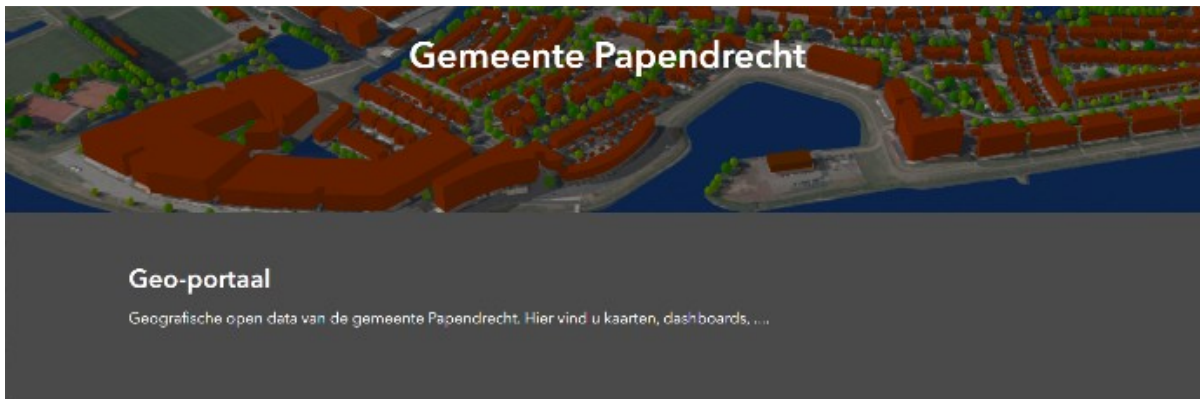 Gemeente Papendrecht
Geo-portaal
Geografische open data van de gemeente Papendrecht. Hier vind u kaarten, dashboards, ....